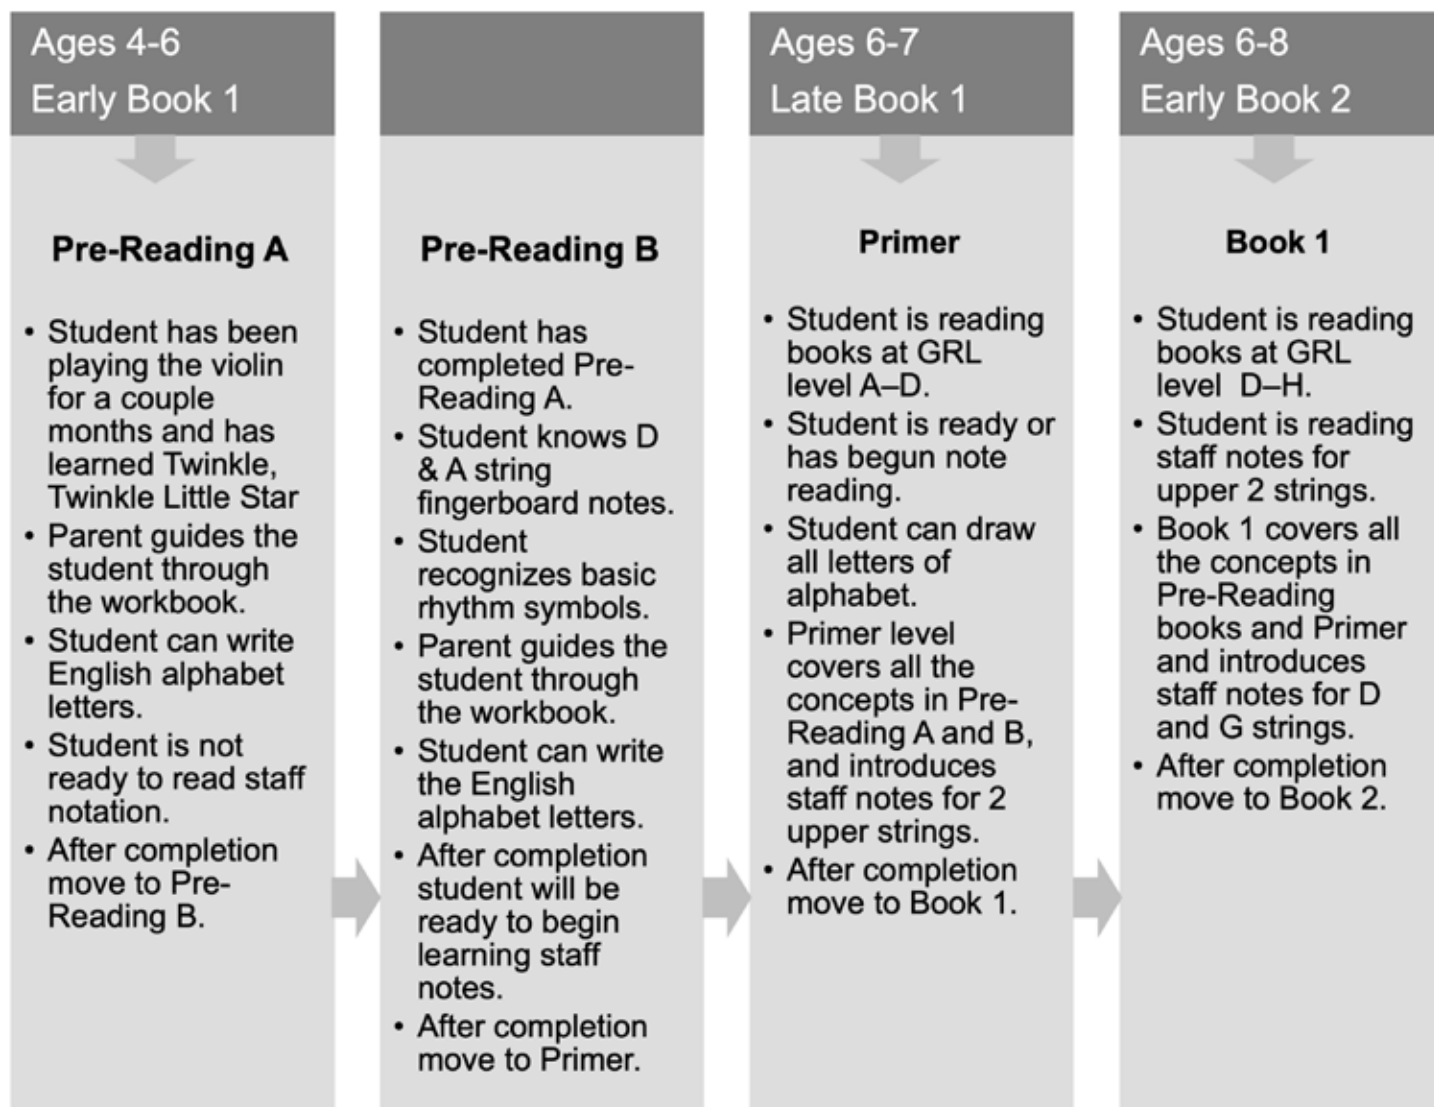 Ages 4-6
Early Book 1
Pre-Reading A
• Student has been
playing the violin
for a couple
months and has
learned Twinkle,
Twinkle Little Star
• Parent guides the
student through
the workbook.
• Student can write
English alphabet
letters.
• Student is not
ready to read staff
notation.
• After completion
move to Pre-
Reading B.
Pre-Reading B
• Student has
completed Pre-
Reading A.
• Student knows D
& A string
fingerboard notes.
• Student
recognizes basic
rhythm symbols.
• Parent guides the
student through
the workbook.
• Student can write
the English
alphabet letters.
• After completion
student will be
ready to begin
learning staff
notes.
• After completion
move to Primer.
Ages 6-7
Late Book 1
Primer
• Student is reading
books at GRL
level A–D.
• Student is ready or
has begun note
reading.
• Student can draw
all letters of
alphabet.
• Primer level
covers all the
concepts in Pre-
Reading A and B,
and introduces
staff notes for 2
upper strings.
• After completion
move to Book 1.
Ages 6-8
Early Book 2
Book 1
• Student is reading
books at GRL
level D–H.
• Student is reading
staff notes for
upper 2 strings.
• Book 1 covers all
the concepts in
Pre-Reading
books and Primer
and introduces
staff notes for D
and G strings.
• After completion
move to Book 2.